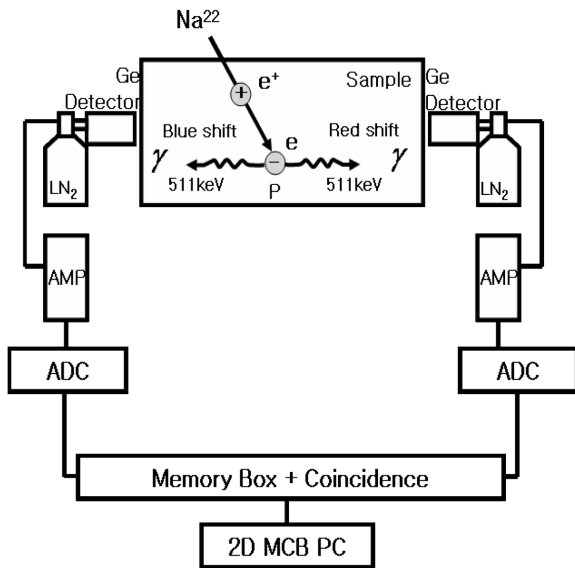 Na22
Ge
Detector
e+
+
Sample
Ge
Detector
Blue shift
e
Red shift
γ
−
γ
511keV
P
511keV
LN2
LN2
AMP
AMP
ADC
ADC
Memory Box + Coincidence
2D MCB PC